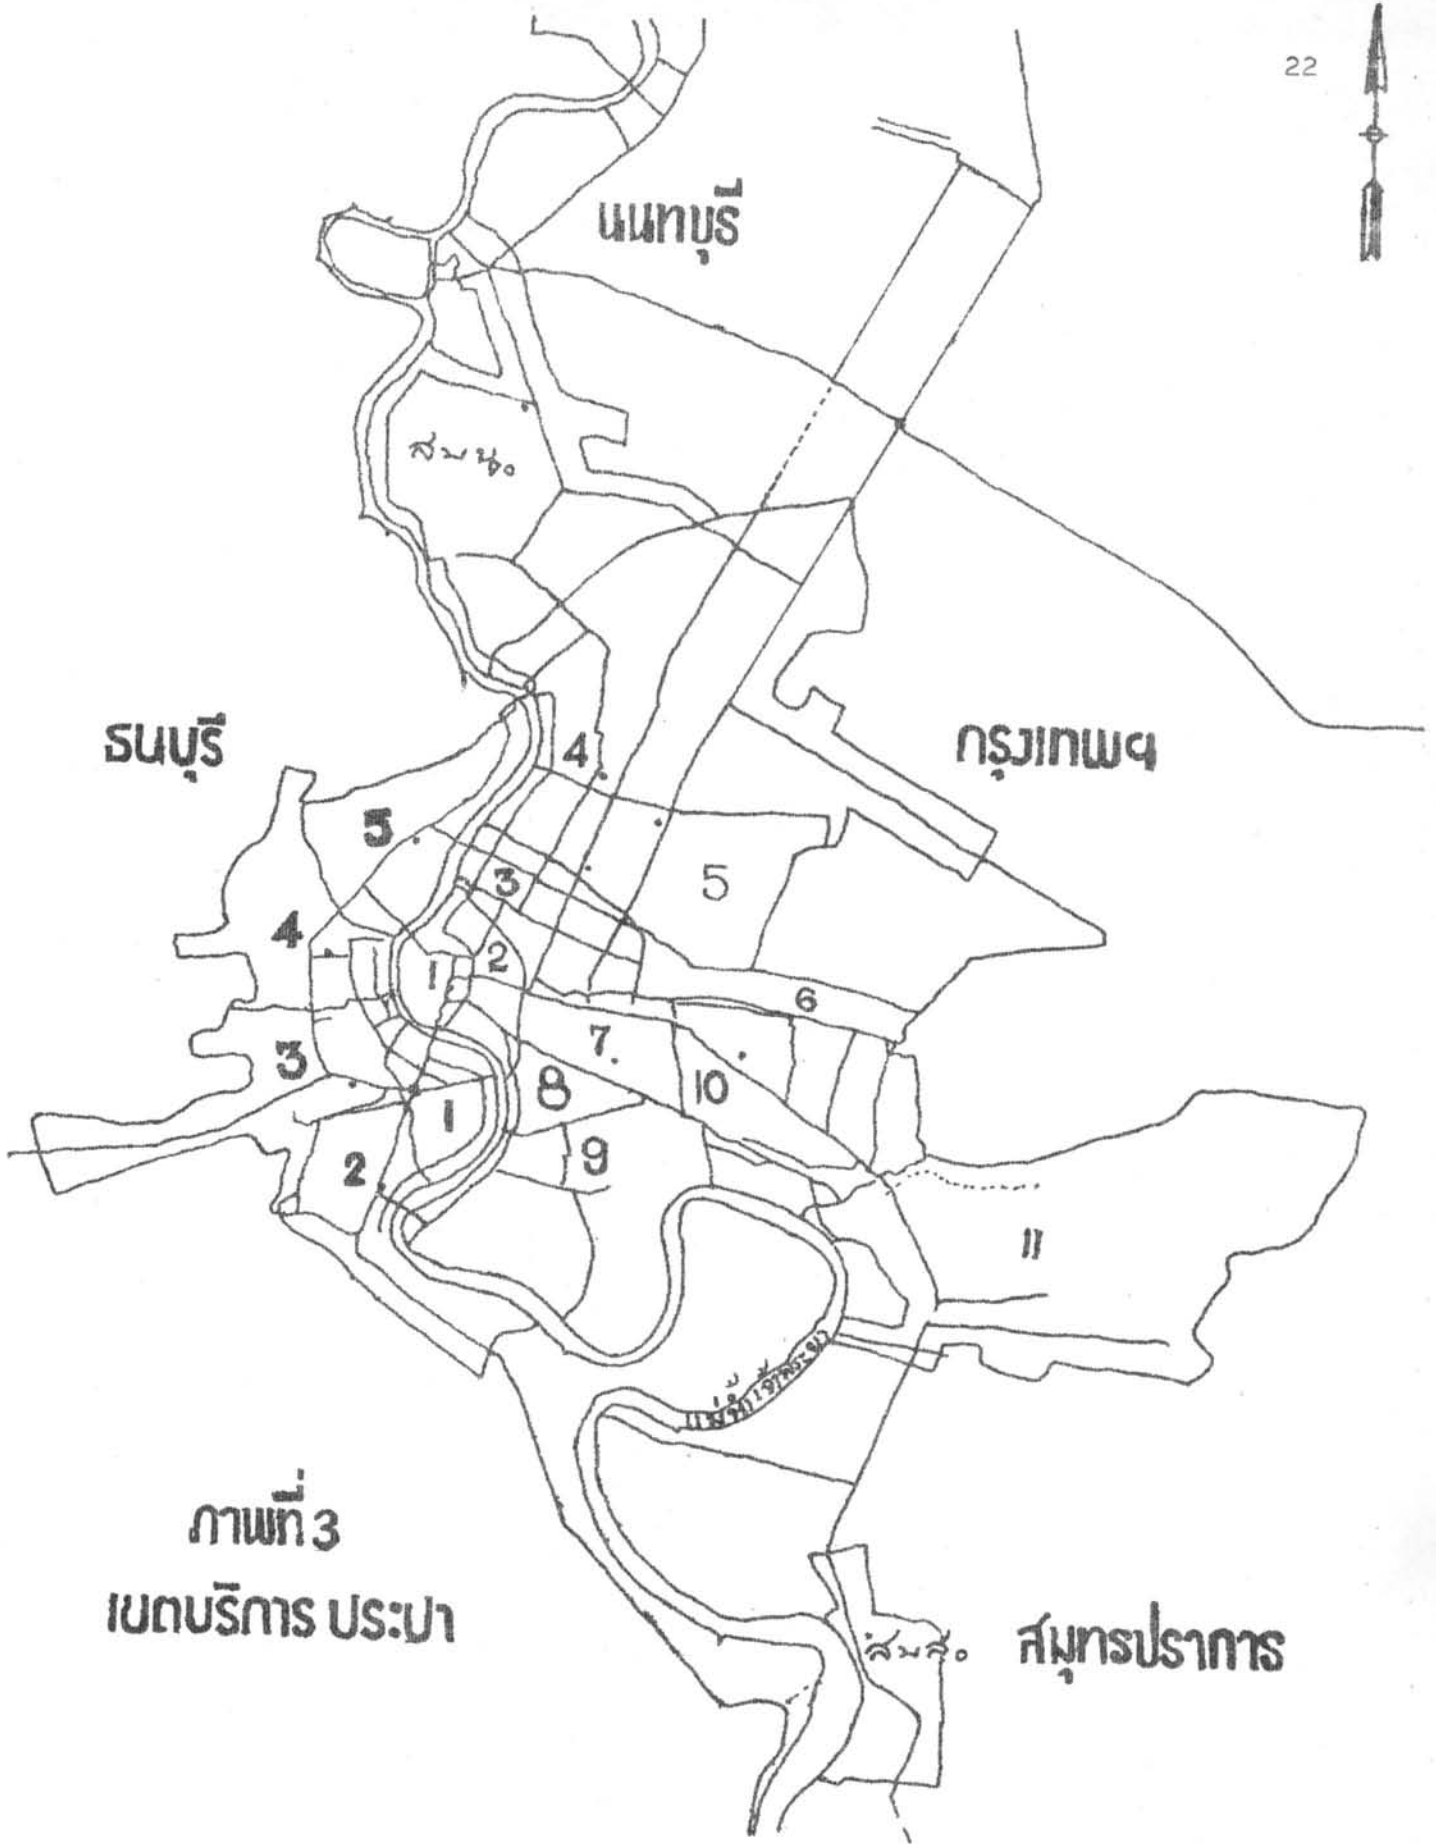 22
นนทบุรี
สพน.
ธนบุรี
กรุงเทพฯ
4
5
3
5
4
1
2
6
3
7
8
10
1
9
2
11
แม่น้ำเจ้าพระยา
ภาพที่ 3
เขตบริการ ประปา
สพส.
สมุทรปราการ